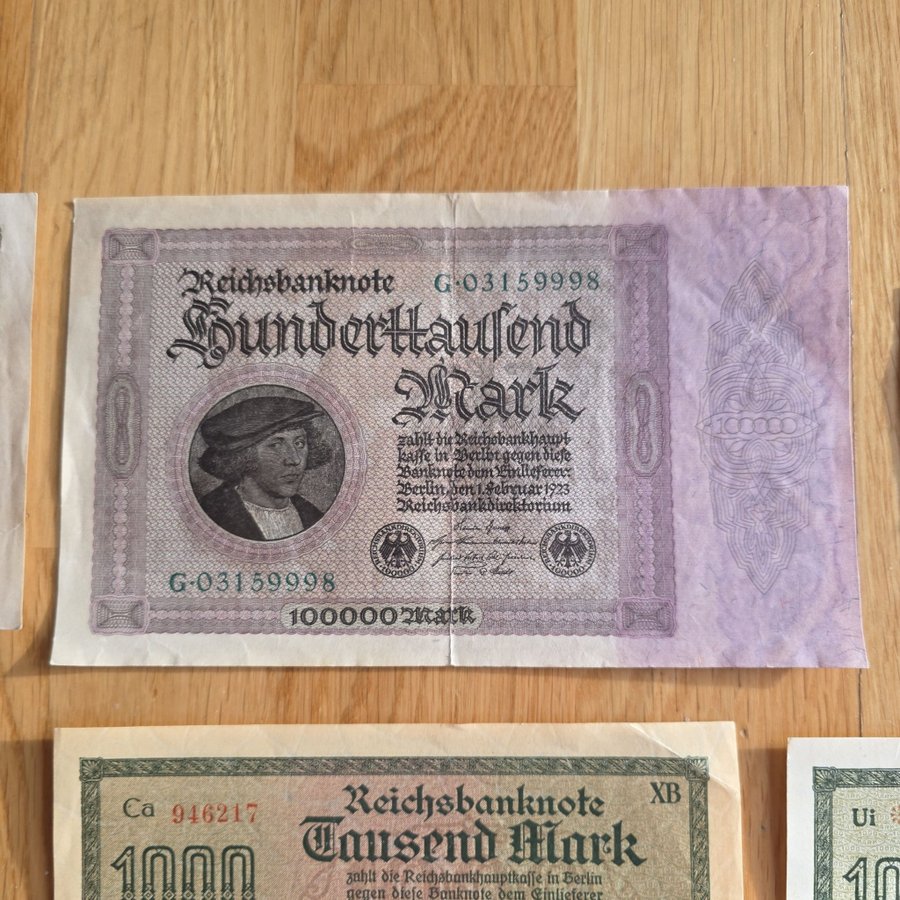 Reichsbanknote G·03159998
Hunderttauſend
Mark
zahlt die Reichsbankhaupt-
kaſſe in Berlin gegen dieſe
Banknote dem Einlieferer
Berlin, den 1. Februar 1923
Reichsbankdirektorium
100000
G·03159998
100000 Mark
Ca 946217
Reichsbanknote
XB
Tausend Mark
1000
zahlt die Reichsbankhauptkaſſe in Berlin
gegen dieſe Banknote dem Einlieferer
Ui